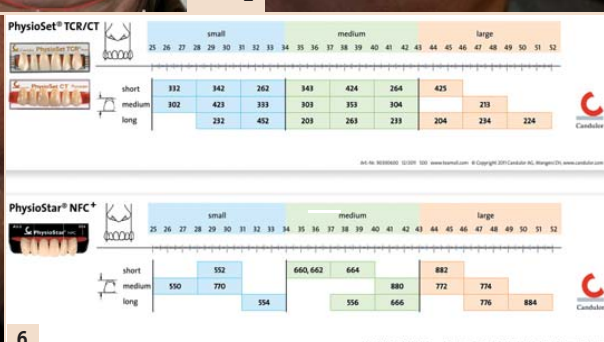 PhysioSet® TCR/CT
small medium large
25 26 27 28 29 30 31 32 33 34 35 36 37 38 39 40 41 42 43 44 45 46 47 48 49 50 51 52
PhysioSet TCR
PhysioSet CT
short 332 342 262 343 424 264 425
medium 302 423 333 303 353 304 213
long 232 452 203 263 233 204 234 224
Candulor
PhysioStar® NFC+
small medium large
25 26 27 28 29 30 31 32 33 34 35 36 37 38 39 40 41 42 43 44 45 46 47 48 49 50 51 52
PhysioStar
short 552 660, 662 664 882
medium 550 770 880 772 774
long 554 556 666 776 884
Candulor
6